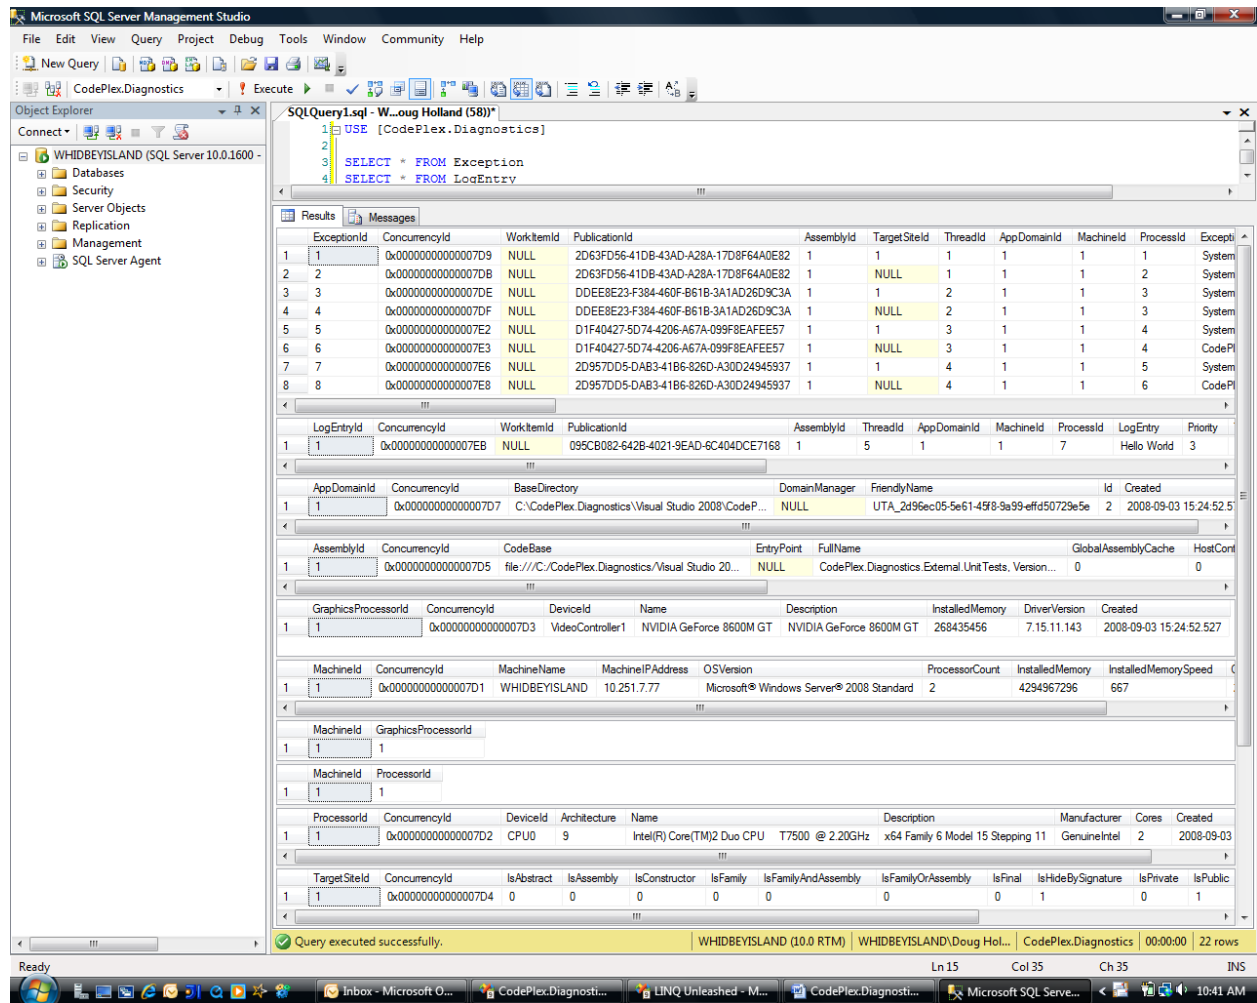 Microsoft SQL Server Management Studio
File Edit View Query Project Debug Tools Window Community Help
New Query
CodePlex.Diagnostics Execute
Object Explorer
Connect
WHIDBEYISLAND (SQL Server 10.0.1600 -
Databases
Security
Server Objects
Replication
Management
SQL Server Agent
SQLQuery1.sql - W...oug Holland (58))*
1 USE [CodePlex.Diagnostics]
2
3 SELECT * FROM Exception
4 SELECT * FROM LogEntry
Results Messages
ExceptionId ConcurrencyId WorkItemId PublicationId AssemblyId TargetSiteId ThreadId AppDomainId MachineId ProcessId Excepti
1 1 0x00000000000007D9 NULL 2D63FD56-41DB-43AD-A28A-17D8F64A0E82 1 1 1 1 1 1 System
2 2 0x00000000000007DB NULL 2D63FD56-41DB-43AD-A28A-17D8F64A0E82 1 NULL 1 1 1 2 System
3 3 0x00000000000007DE NULL DDEE8E23-F384-460F-B61B-3A1AD26D9C3A 1 1 2 1 1 3 System
4 4 0x00000000000007DF NULL DDEE8E23-F384-460F-B61B-3A1AD26D9C3A 1 NULL 2 1 1 3 System
5 5 0x00000000000007E2 NULL D1F40427-5D74-4206-A67A-099F8EAFEE57 1 1 3 1 1 4 System
6 6 0x00000000000007E3 NULL D1F40427-5D74-4206-A67A-099F8EAFEE57 1 NULL 3 1 1 4 CodePl
7 7 0x00000000000007E6 NULL 2D957DD5-DAB3-41B6-826D-A30D24945937 1 1 4 1 1 5 System
8 8 0x00000000000007E8 NULL 2D957DD5-DAB3-41B6-826D-A30D24945937 1 NULL 4 1 1 6 CodePl
LogEntryId ConcurrencyId WorkItemId PublicationId AssemblyId ThreadId AppDomainId MachineId ProcessId LogEntry Priority
1 1 0x00000000000007EB NULL 095CB082-642B-4021-9EAD-6C404DCE7168 1 5 1 1 7 Hello World 3
AppDomainId ConcurrencyId BaseDirectory DomainManager FriendlyName Id Created
1 1 0x00000000000007D7 C:\CodePlex.Diagnostics\Visual Studio 2008\CodeP... NULL UTA_2d96ec05-5e61-45f8-9a99-effd50729e5e 2 2008-09-03 15:24:52.5
AssemblyId ConcurrencyId CodeBase EntryPoint FullName GlobalAssemblyCache HostCont
1 1 0x00000000000007D5 file:///C:/CodePlex.Diagnostics/Visual Studio 20... NULL CodePlex.Diagnostics.External.UnitTests, Version... 0 0
GraphicsProcessorId ConcurrencyId DeviceId Name Description InstalledMemory DriverVersion Created
1 1 0x00000000000007D3 VideoController1 NVIDIA GeForce 8600M GT NVIDIA GeForce 8600M GT 268435456 7.15.11.143 2008-09-03 15:24:52.527
MachineId ConcurrencyId MachineName MachineIPAddress OSVersion ProcessorCount InstalledMemory InstalledMemorySpeed
1 1 0x00000000000007D1 WHIDBEYISLAND 10.251.7.77 Microsoft® Windows Server® 2008 Standard 2 4294967296 667
MachineId GraphicsProcessorId
1 1 1
MachineId ProcessorId
1 1 1
ProcessorId ConcurrencyId DeviceId Architecture Name Description Manufacturer Cores Created
1 1 0x00000000000007D2 CPU0 9 Intel(R) Core(TM)2 Duo CPU T7500 @ 2.20GHz x64 Family 6 Model 15 Stepping 11 GenuineIntel 2 2008-09-03
TargetSiteId ConcurrencyId IsAbstract IsAssembly IsConstructor IsFamily IsFamilyAndAssembly IsFamilyOrAssembly IsFinal IsHideBySignature IsPrivate IsPublic
1 1 0x00000000000007D4 0 0 0 0 0 0 0 1 0 1
Query executed successfully. WHIDBEYISLAND (10.0 RTM) WHIDBEYISLAND\Doug Hol... CodePlex.Diagnostics 00:00:00 22 rows
Ready Ln 15 Col 35 Ch 35 INS
Inbox - Microsoft O... CodePlex.Diagnosti... LINQ Unleashed - M... CodePlex.Diagnosti... Microsoft SQL Serve... 10:41 AM